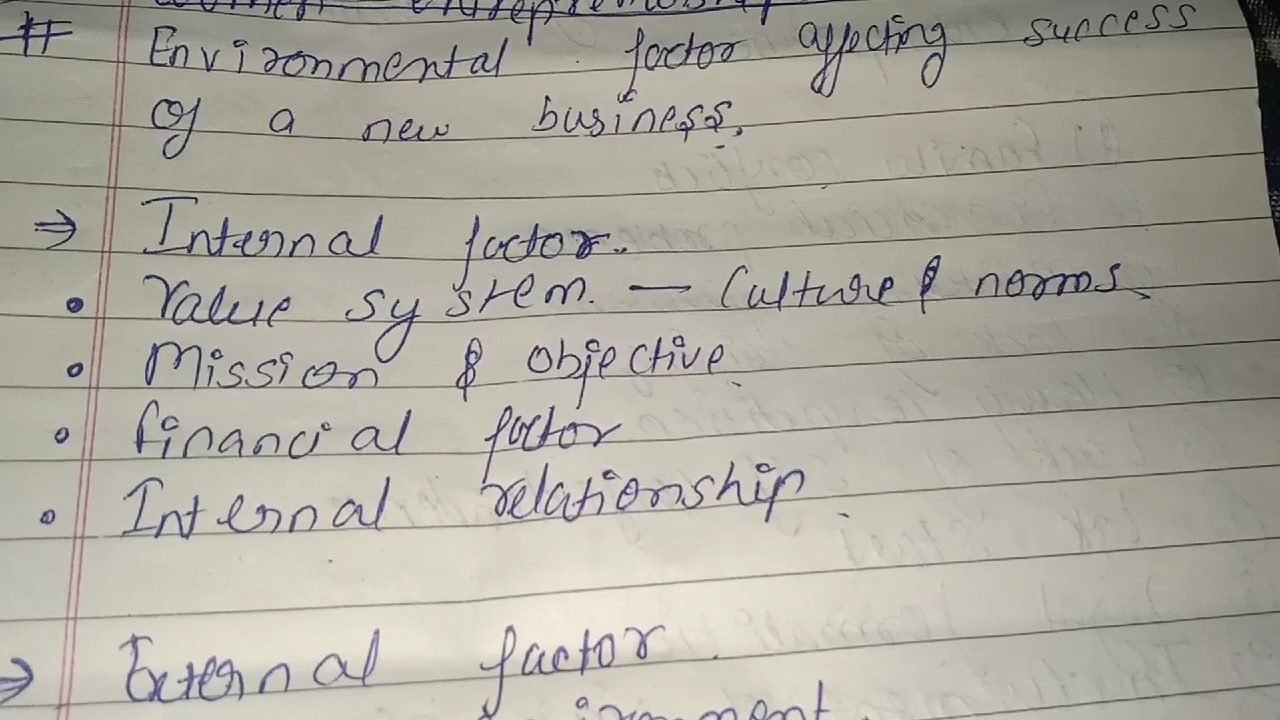 # Environmental factor affecting success
of a new business.
⇒ Internal factor.
• Value system. — Culture & norms.
• Mission & objective
• financial factor
• Internal relationship
⇒ External factor